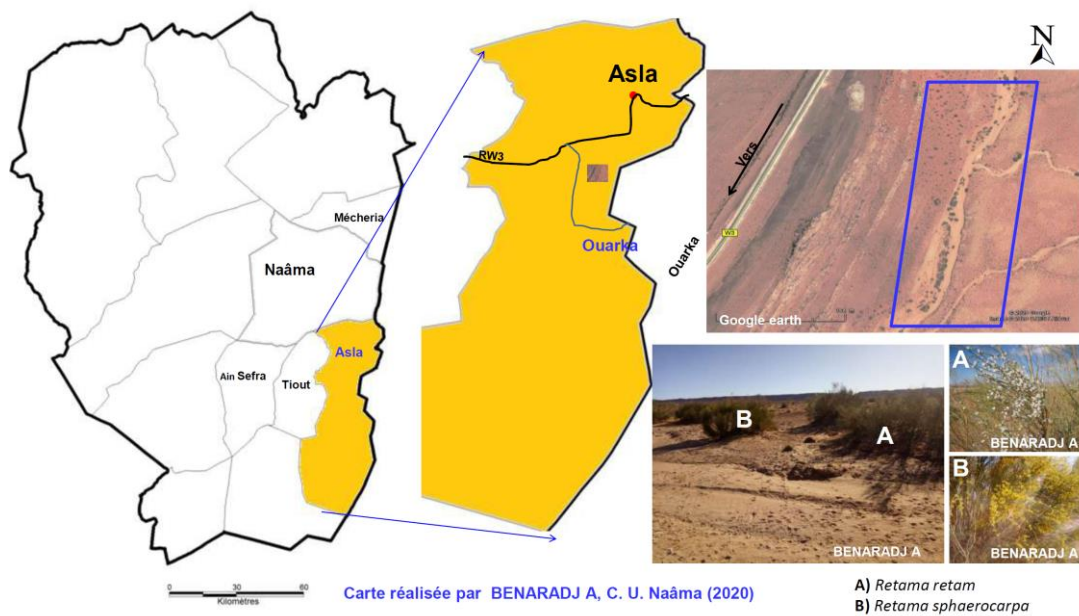 Mécheria
Naâma
Asla
Ain Sefra
Tiout
0 30 60
Kilomètres
Asla
RW3
Ouarka
N
Vers
Ouarka
W3
Google earth
BENARADJ A
B
A
A
BENARADJ A
B
BENARADJ A
Carte réalisée par BENARADJ A, C. U. Naâma (2020)
A) Retama retam
B) Retama sphaerocarpa